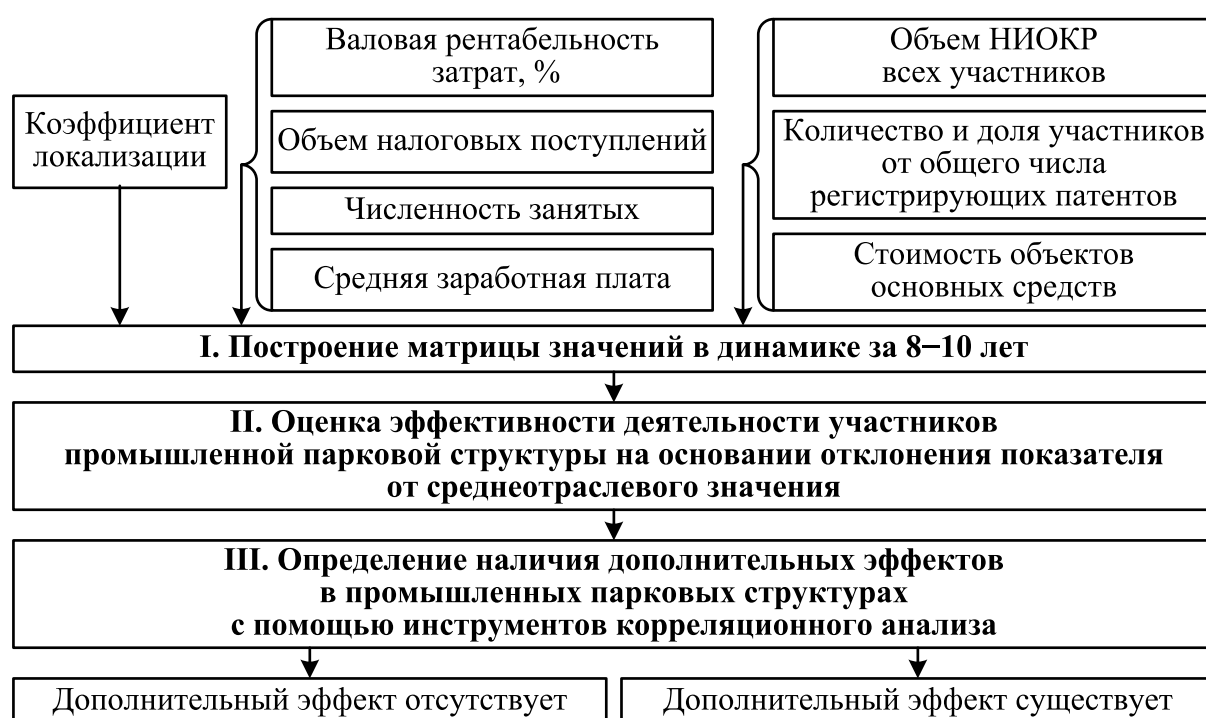 Коэффициент
локализации
Валовая рентабельность
затрат, %
Объем налоговых поступлений
Численность занятых
Средняя заработная плата
Объем НИОКР
всех участников
Количество и доля участников
от общего числа
регистрирующих патентов
Стоимость объектов
основных средств
I. Построение матрицы значений в динамике за 8–10 лет
II. Оценка эффективности деятельности участников
промышленной парковой структуры на основании отклонения показателя
от среднеотраслевого значения
III. Определение наличия дополнительных эффектов
в промышленных парковых структурах
с помощью инструментов корреляционного анализа
Дополнительный эффект отсутствует
Дополнительный эффект существует